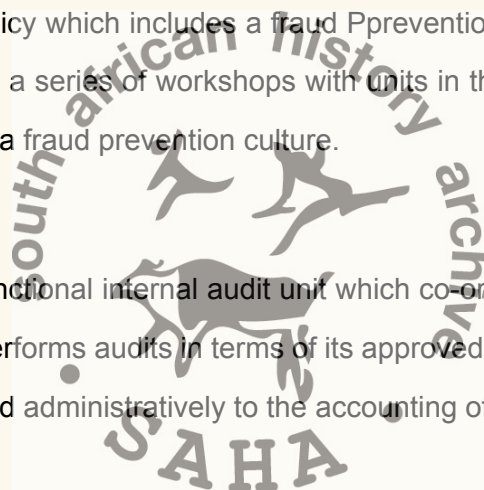 icy which includes a fraud Pprevention
a series of workshops with units in th
a fraud prevention culture.
nctional internal audit unit which co-or
erforms audits in terms of its approved
d administratively to the accounting of
south african history archive
SAHA